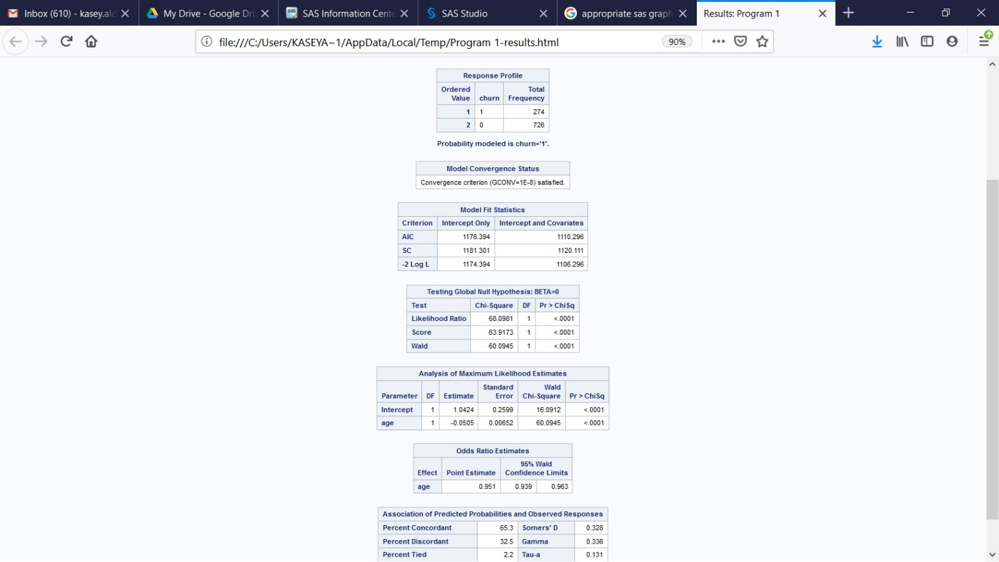 Inbox (610) - kasey.al
My Drive - Google Dri
SAS Information Cente
SAS Studio
appropriate sas graph
Results: Program 1
file:///C:/Users/KASEYA~1/AppData/Local/Temp/Program 1-results.html
90%
Response Profile
Ordered Value churn Total Frequency
1 1 274
2 0 726
Probability modeled is churn='1'.
Model Convergence Status
Convergence criterion (GCONV=1E-8) satisfied.
Model Fit Statistics
Criterion Intercept Only Intercept and Covariates
AIC 1176.394 1110.296
SC 1181.301 1120.111
-2 Log L 1174.394 1106.296
Testing Global Null Hypothesis: BETA=0
Test Chi-Square DF Pr > ChiSq
Likelihood Ratio 68.0981 1 <.0001
Score 63.9173 1 <.0001
Wald 60.0945 1 <.0001
Analysis of Maximum Likelihood Estimates
Parameter DF Estimate Standard Error Wald Chi-Square Pr > ChiSq
Intercept 1 1.0424 0.2599 16.0912 <.0001
age 1 -0.0505 0.00652 60.0945 <.0001
Odds Ratio Estimates
Effect Point Estimate 95% Wald Confidence Limits
age 0.951 0.939 0.963
Association of Predicted Probabilities and Observed Responses
Percent Concordant 65.3 Somers' D 0.328
Percent Discordant 32.5 Gamma 0.336
Percent Tied 2.2 Tau-a 0.131